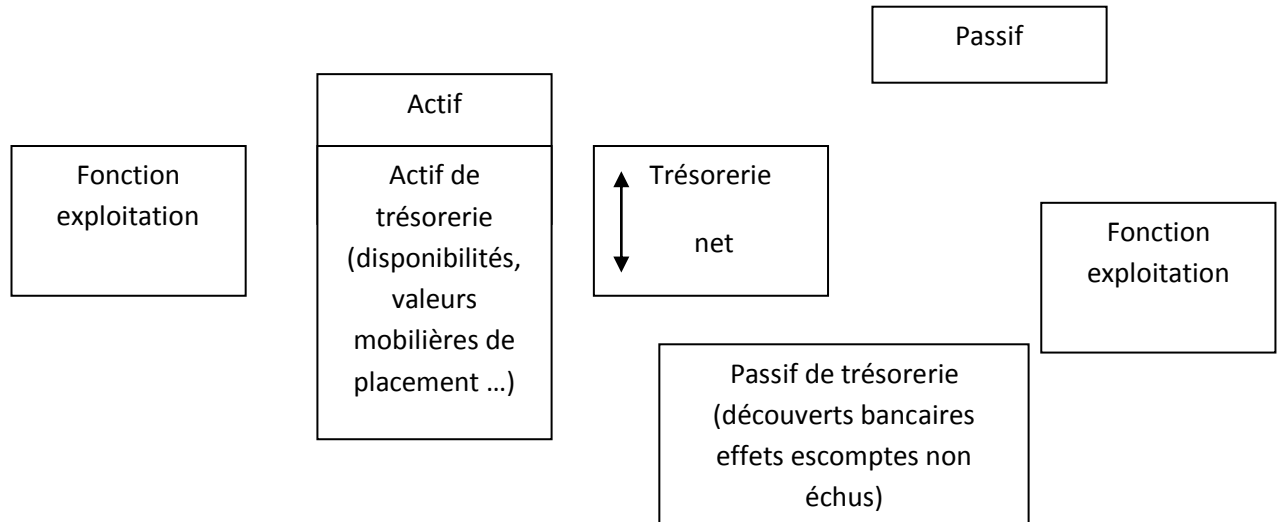 Passif
Actif
Fonction
exploitation
Actif de
trésorerie
(disponibilités,
valeurs
mobilières de
placement …)
Trésorerie
net
Fonction
exploitation
Passif de trésorerie
(découverts bancaires
effets escomptes non
échus)